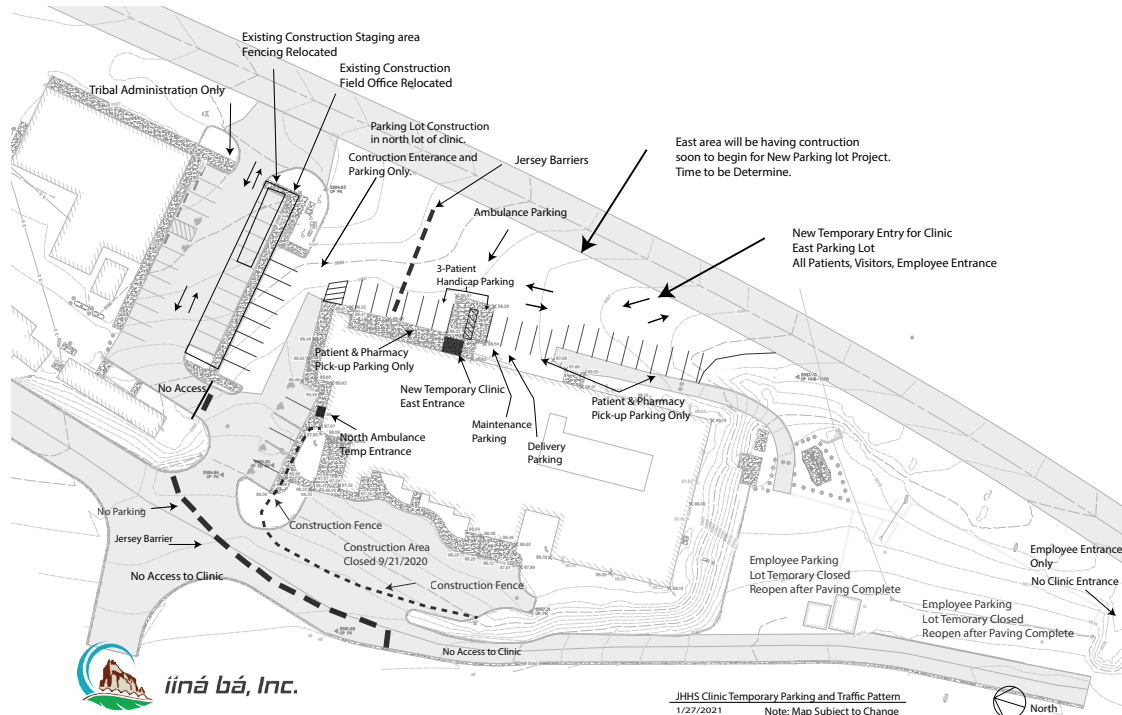 Existing Construction Staging area
Fencing Relocated
Existing Construction
Field Office Relocated
Tribal Administration Only
Parking Lot Construction
in north lot of clinic.
Contruction Enterance and
Parking Only.
Jersey Barriers
East area will be having contruction
soon to begin for New Parking lot Project.
Time to be Determine.
Ambulance Parking
New Temporary Entry for Clinic
East Parking Lot
All Patients, Visitors, Employee Entrance
3-Patient
Handicap Parking
Patient & Pharmacy
Pick-up Parking Only
No Access
New Temporary Clinic
East Entrance
Patient & Pharmacy
Pick-up Parking Only
Maintenance
Parking
Delivery
Parking
North Ambulance
Temp Entrance
No Parking
Construction Fence
Jersey Barrier
Construction Area
Closed 9/21/2020
No Access to Clinic
Construction Fence
Employee Parking
Lot Temorary Closed
Reopen after Paving Complete
Employee Entrance
Only
No Clinic Entrance
Employee Parking
Lot Temorary Closed
Reopen after Paving Complete
No Access to Clinic
iiná bá, Inc.
JHHS Clinic Temporary Parking and Traffic Pattern
1/27/2021 Note: Map Subject to Change
North